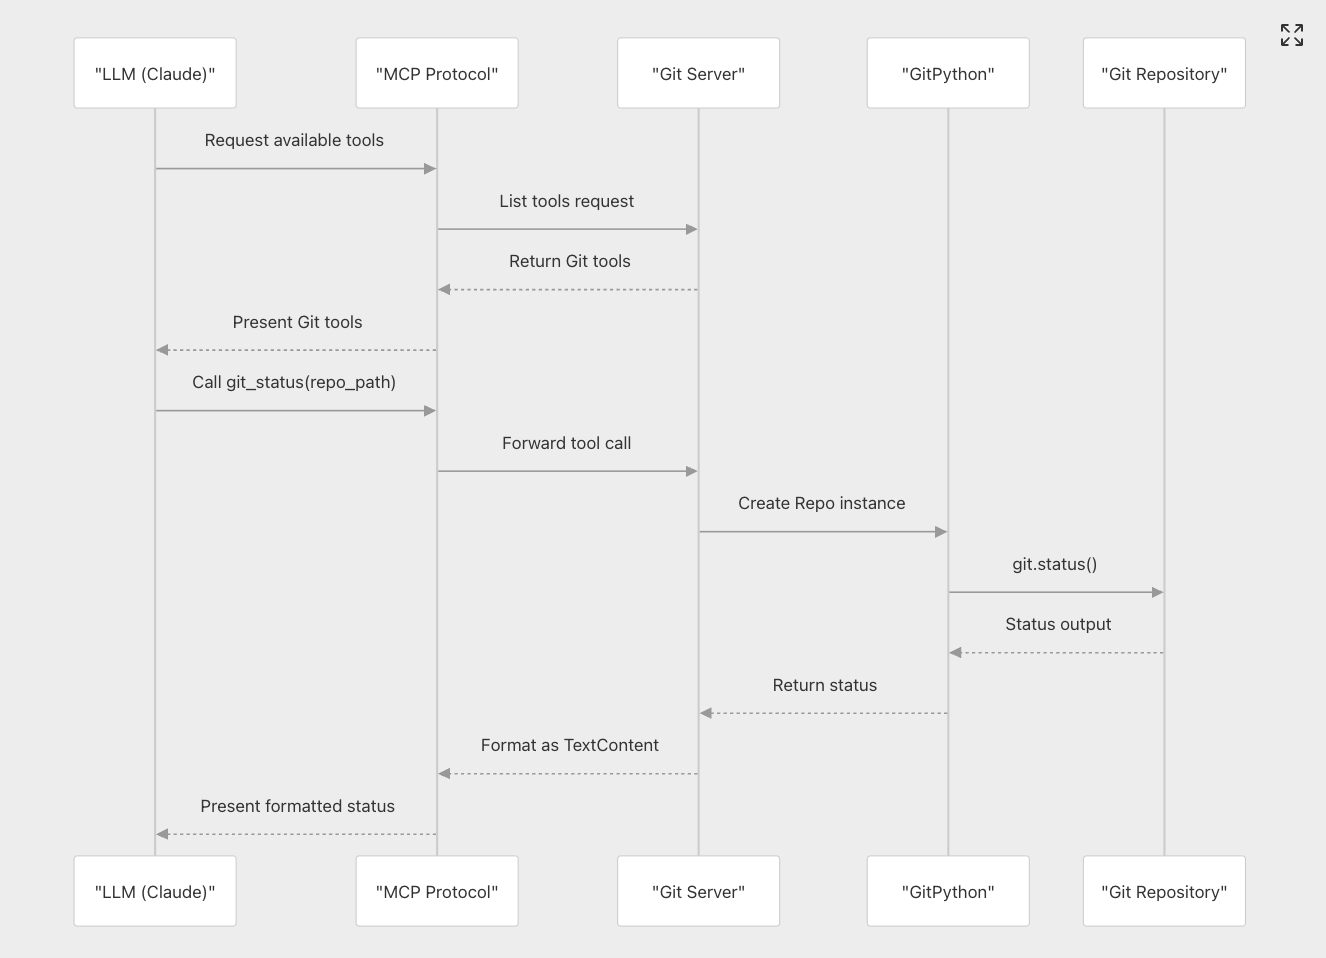 "LLM (Claude)"
"MCP Protocol"
"Git Server"
"GitPython"
"Git Repository"
Request available tools
List tools request
Return Git tools
Present Git tools
Call git_status(repo_path)
Forward tool call
Create Repo instance
git.status()
Status output
Return status
Format as TextContent
Present formatted status
"LLM (Claude)"
"MCP Protocol"
"Git Server"
"GitPython"
"Git Repository"